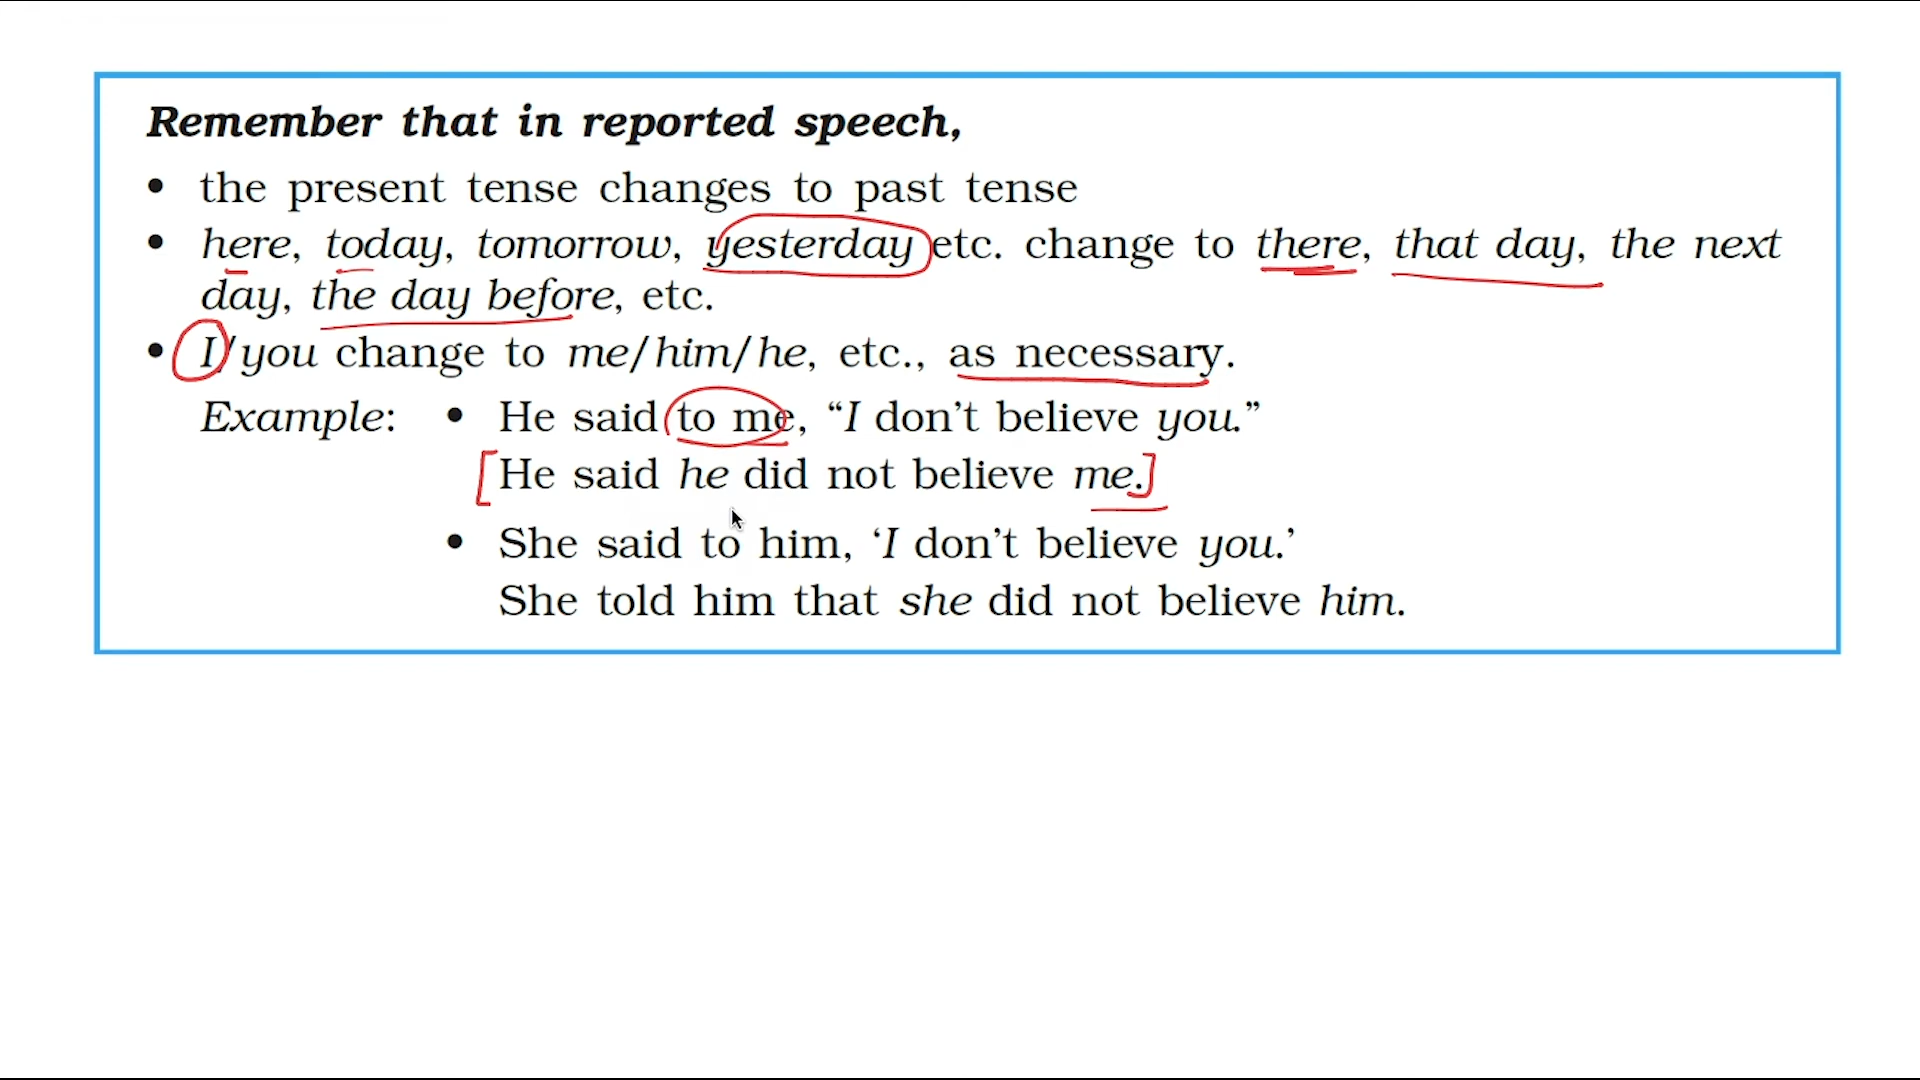 Remember that in reported speech,
• the present tense changes to past tense
• here, today, tomorrow, yesterday etc. change to there, that day, the next
day, the day before, etc.
• I/you change to me/him/he, etc., as necessary.
Example: • He said to me, “I don’t believe you.”
[He said he did not believe me.]
• She said to him, ‘I don’t believe you.’
She told him that she did not believe him.